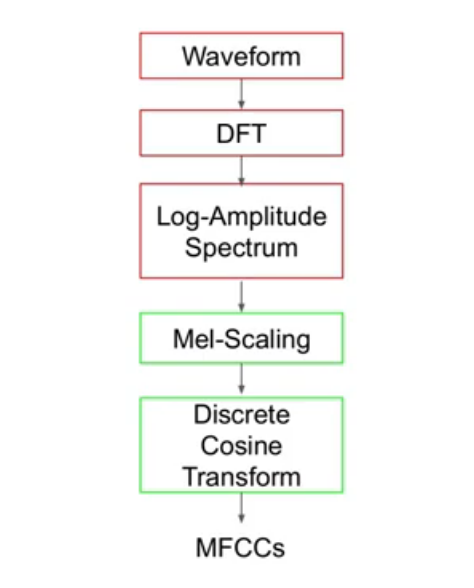 Waveform
DFT
Log-Amplitude
Spectrum
Mel-Scaling
Discrete
Cosine
Transform
MFCCs